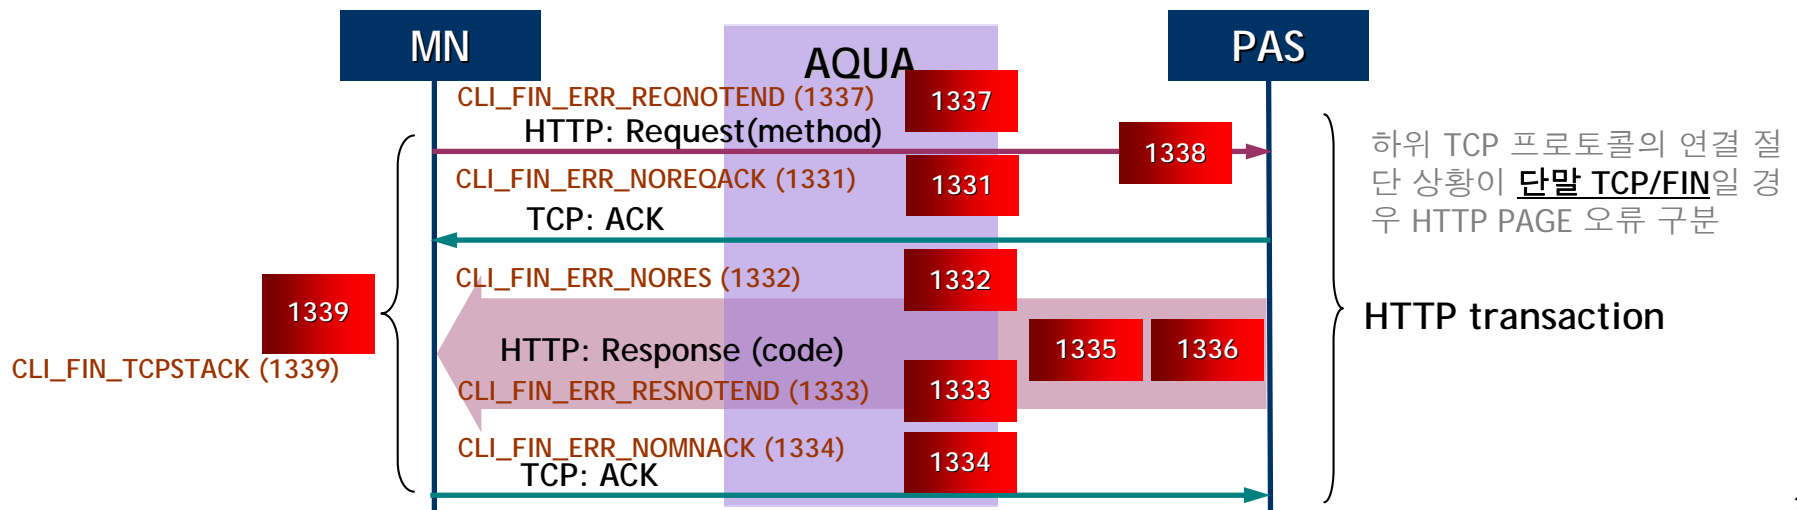 MN
AQUA
PAS
CLI_FIN_ERR_REQNOTEND (1337)
1337
HTTP: Request(method)
1338
CLI_FIN_ERR_NOREQACK (1331)
1331
TCP: ACK
CLI_FIN_ERR_NORES (1332)
1332
1339
CLI_FIN_TCPSTACK (1339)
HTTP: Response (code)
1335
1336
CLI_FIN_ERR_RESNOTEND (1333)
1333
CLI_FIN_ERR_NOMNACK (1334)
1334
TCP: ACK
하위 TCP 프로토콜의 연결 절
단 상황이 단말 TCP/FIN일 경
우 HTTP PAGE 오류 구분
HTTP transaction